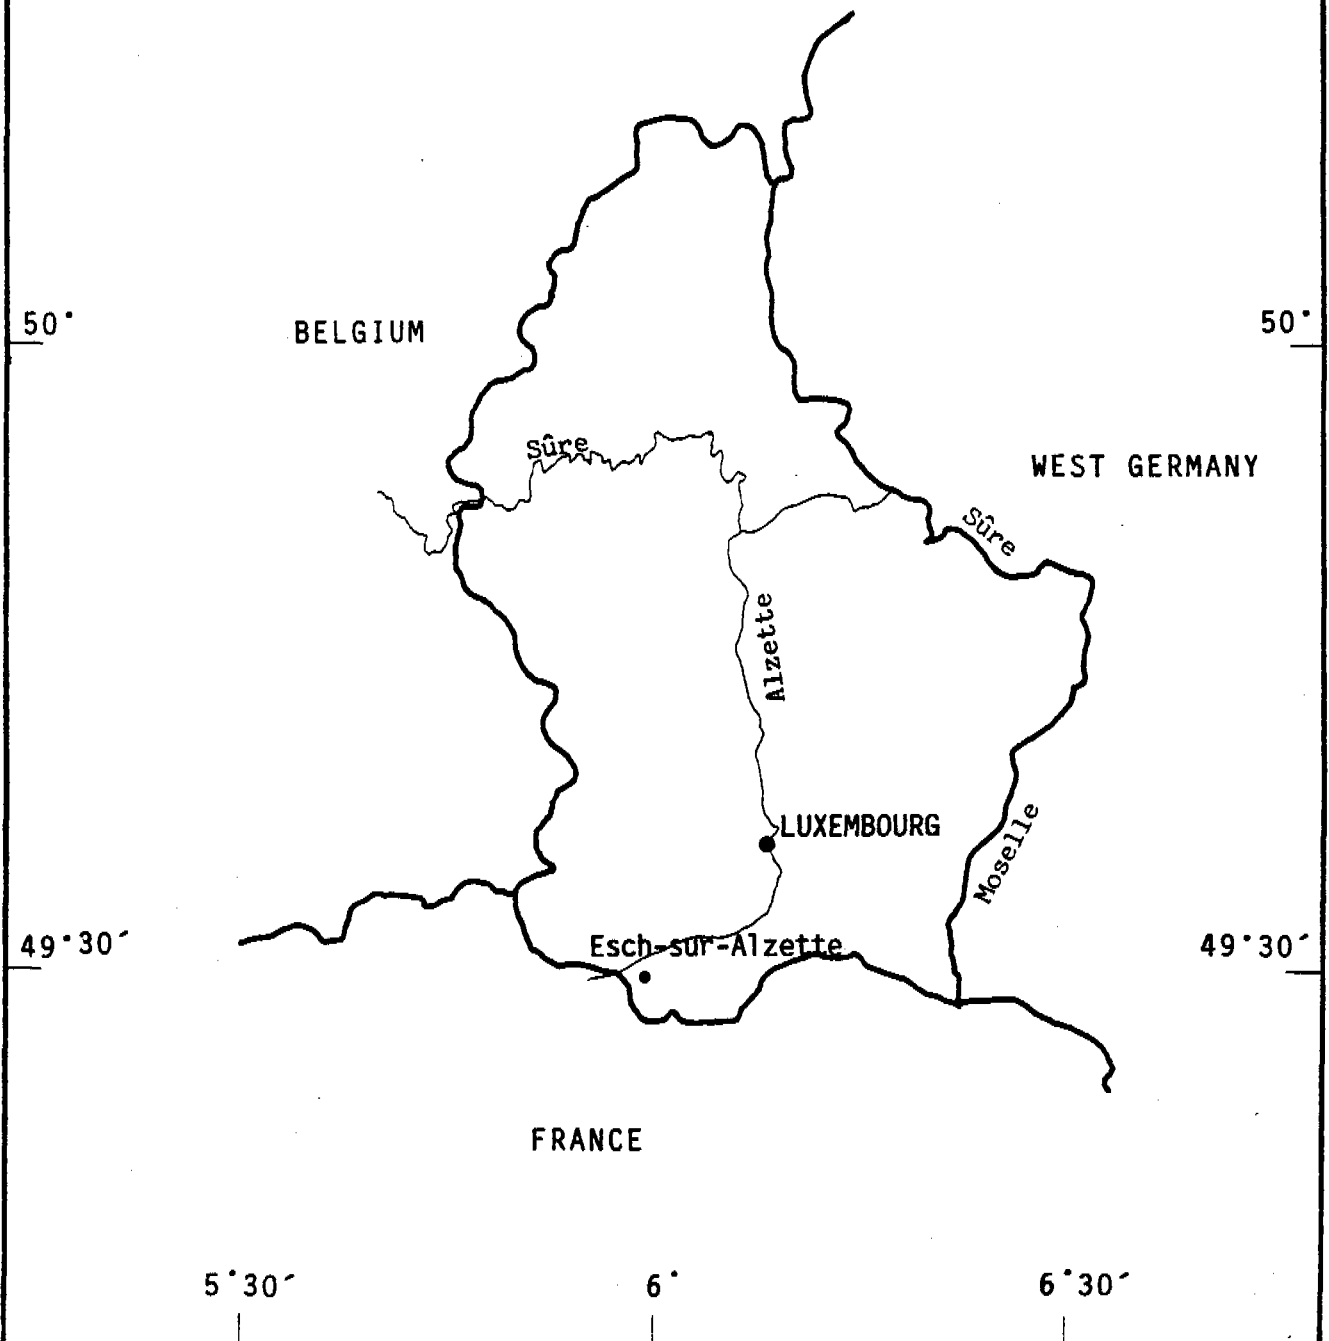 50° 50°
BELGIUM
Sûre
WEST GERMANY
Sûre
Alzette
LUXEMBOURG
Moselle
49°30′ Esch-sur-Alzette 49°30′
FRANCE
5°30′ 6° 6°30′